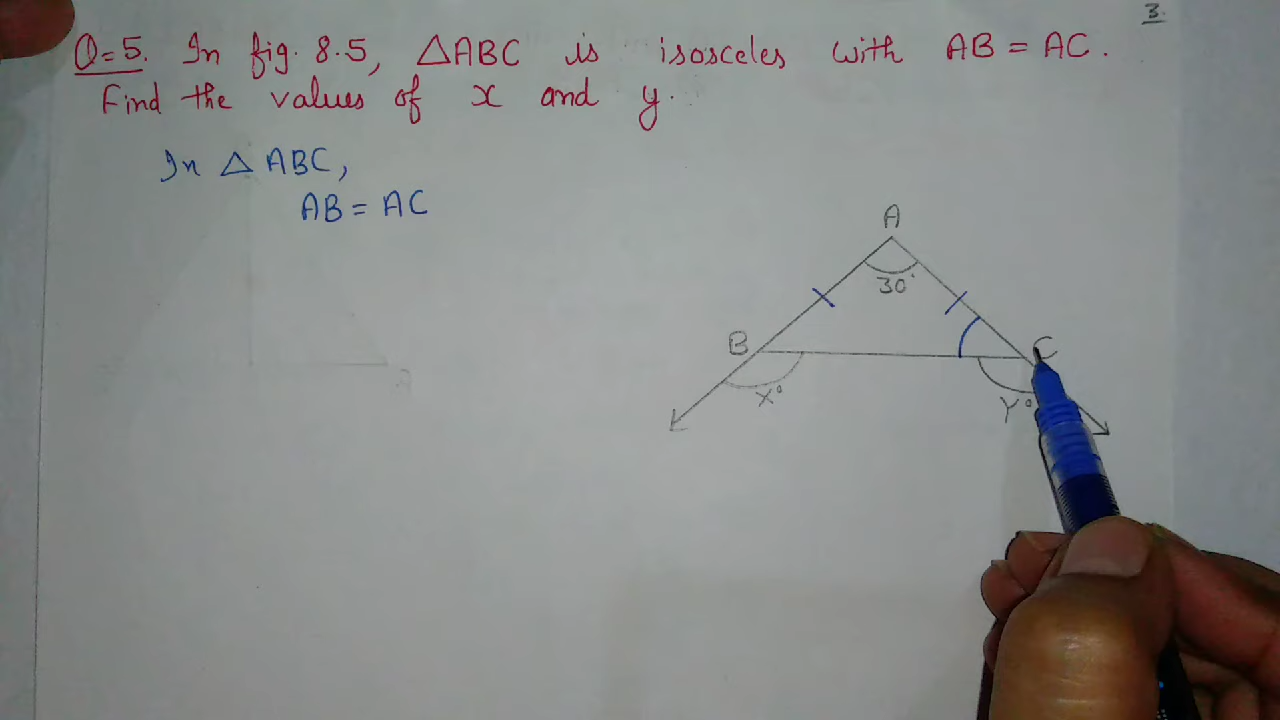 3.
Q=5. In fig. 8.5, △ABC is isosceles with AB = AC.
Find the values of x and y.
In △ ABC,
AB = AC
A
30°
B
C
X°
Y°